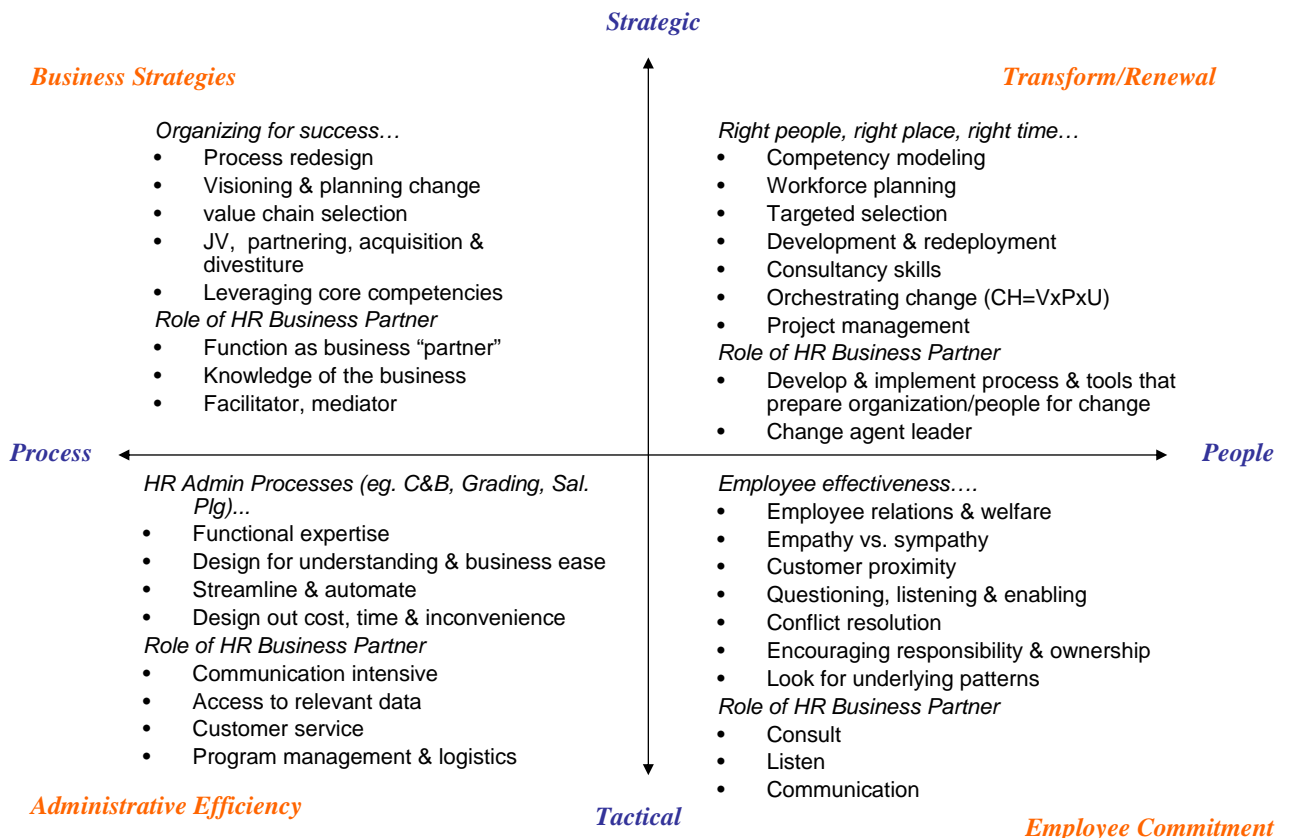 Strategic
Business Strategies
Organizing for success…
• Process redesign
• Visioning & planning change
• value chain selection
• JV, partnering, acquisition &
divestiture
• Leveraging core competencies
Role of HR Business Partner
• Function as business “partner”
• Knowledge of the business
• Facilitator, mediator
Transform/Renewal
Right people, right place, right time…
• Competency modeling
• Workforce planning
• Targeted selection
• Development & redeployment
• Consultancy skills
• Orchestrating change (CH=VxPxU)
• Project management
Role of HR Business Partner
• Develop & implement process & tools that
prepare organization/people for change
• Change agent leader
Process
People
HR Admin Processes (eg. C&B, Grading, Sal.
Plg)...
• Functional expertise
• Design for understanding & business ease
• Streamline & automate
• Design out cost, time & inconvenience
Role of HR Business Partner
• Communication intensive
• Access to relevant data
• Customer service
• Program management & logistics
Administrative Efficiency
Employee effectiveness….
• Employee relations & welfare
• Empathy vs. sympathy
• Customer proximity
• Questioning, listening & enabling
• Conflict resolution
• Encouraging responsibility & ownership
• Look for underlying patterns
Role of HR Business Partner
• Consult
• Listen
• Communication
Tactical
Employee Commitment